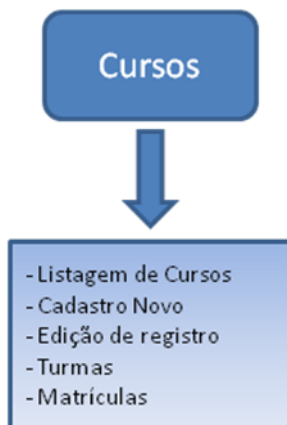 Cursos
- Listagem de Cursos
- Cadastro Novo
- Edição de registro
- Turmas
- Matrículas